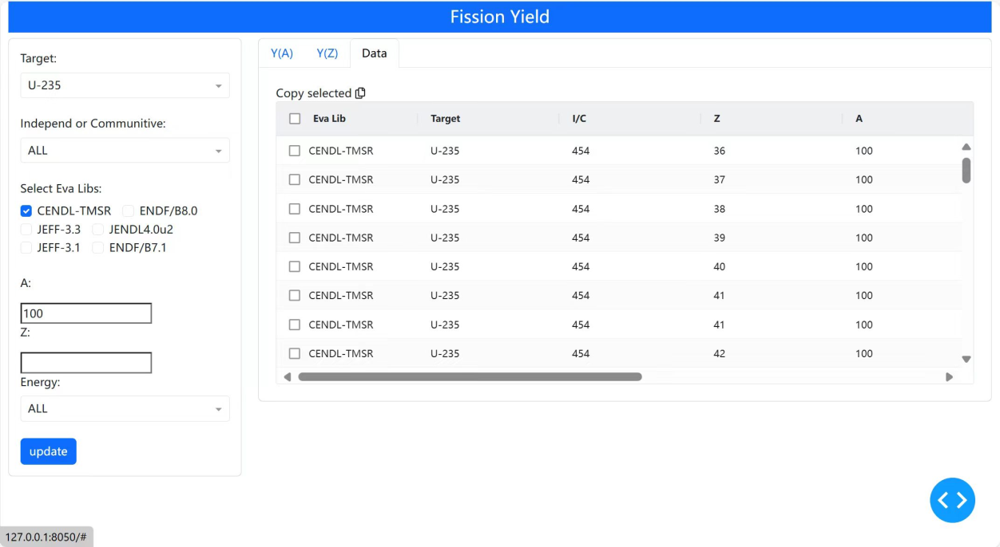 Fission Yield
Target:
U-235
Independ or Communitive:
ALL
Select Eva Libs:
CENDL-TMSR ENDF/B8.0
JEFF-3.3 JENDL4.0u2
JEFF-3.1 ENDF/B7.1
A:
100
Z:
Energy:
ALL
update
Y(A) Y(Z) Data
Copy selected
Eva Lib Target I/C Z A
CENDL-TMSR U-235 454 36 100
CENDL-TMSR U-235 454 37 100
CENDL-TMSR U-235 454 38 100
CENDL-TMSR U-235 454 39 100
CENDL-TMSR U-235 454 40 100
CENDL-TMSR U-235 454 41 100
CENDL-TMSR U-235 454 41 100
CENDL-TMSR U-235 454 42 100
127.0.0.1:8050/#